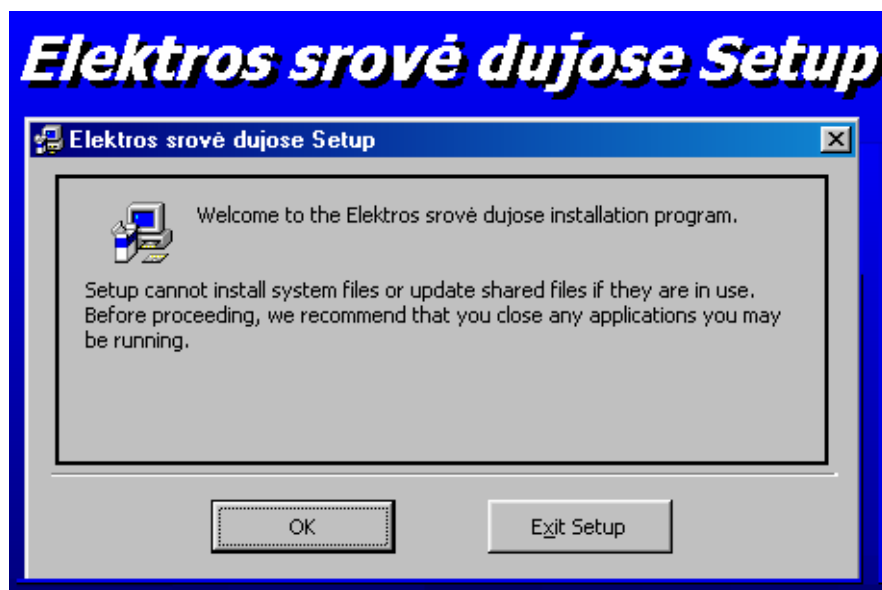 Elektros srovė dujose Setup
Elektros srovė dujose Setup
Welcome to the Elektros srovė dujose installation program.
Setup cannot install system files or update shared files if they are in use.
Before proceeding, we recommend that you close any applications you may
be running.
OK
Exit Setup